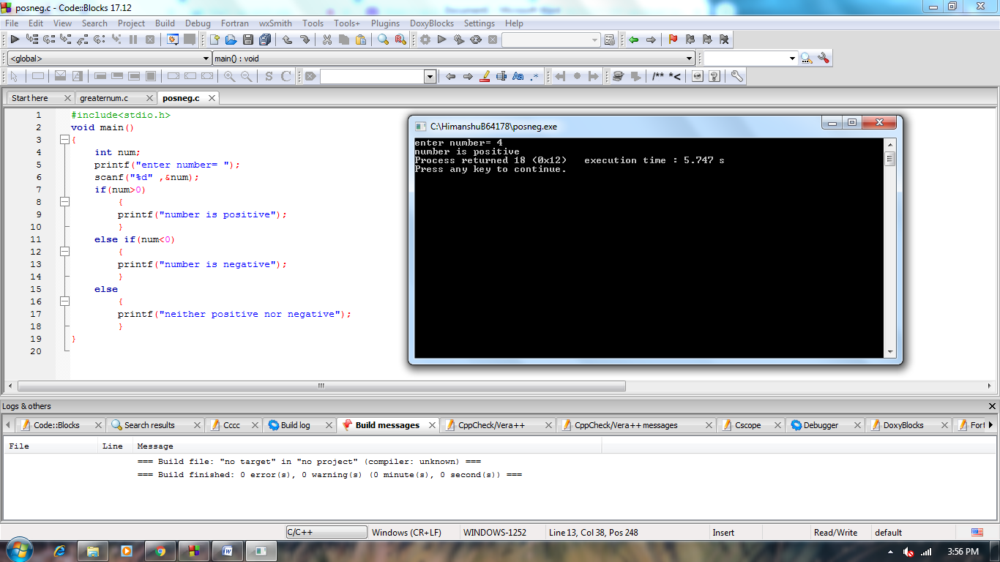 posneg.c - Code::Blocks 17.12
File Edit View Search Project Build Debug Fortran wxSmith Tools Tools+ Plugins DoxyBlocks Settings Help
<global> main() : void
S C Aa .* /** *<
Start here greaternum.c posneg.c
1 #include<stdio.h>
2 void main()
3 {
4 int num;
5 printf("enter number= ");
6 scanf("%d" ,&num);
7 if(num>0)
8 {
9 printf("number is positive");
10 }
11 else if(num<0)
12 {
13 printf("number is negative");
14 }
15 else
16 {
17 printf("neither positive nor negative");
18 }
19 }
20
C:\HimanshuB64178\posneg.exe
enter number= 4
number is positive
Process returned 18 (0x12) execution time : 5.747 s
Press any key to continue.
Logs & others
Code::Blocks Search results Cccc Build log Build messages CppCheck/Vera++ CppCheck/Vera++ messages Cscope Debugger DoxyBlocks Fort
File Line Message
=== Build file: "no target" in "no project" (compiler: unknown) ===
=== Build finished: 0 error(s), 0 warning(s) (0 minute(s), 0 second(s)) ===
C/C++ Windows (CR+LF) WINDOWS-1252 Line 13, Col 38, Pos 248 Insert Read/Write default
3:56 PM